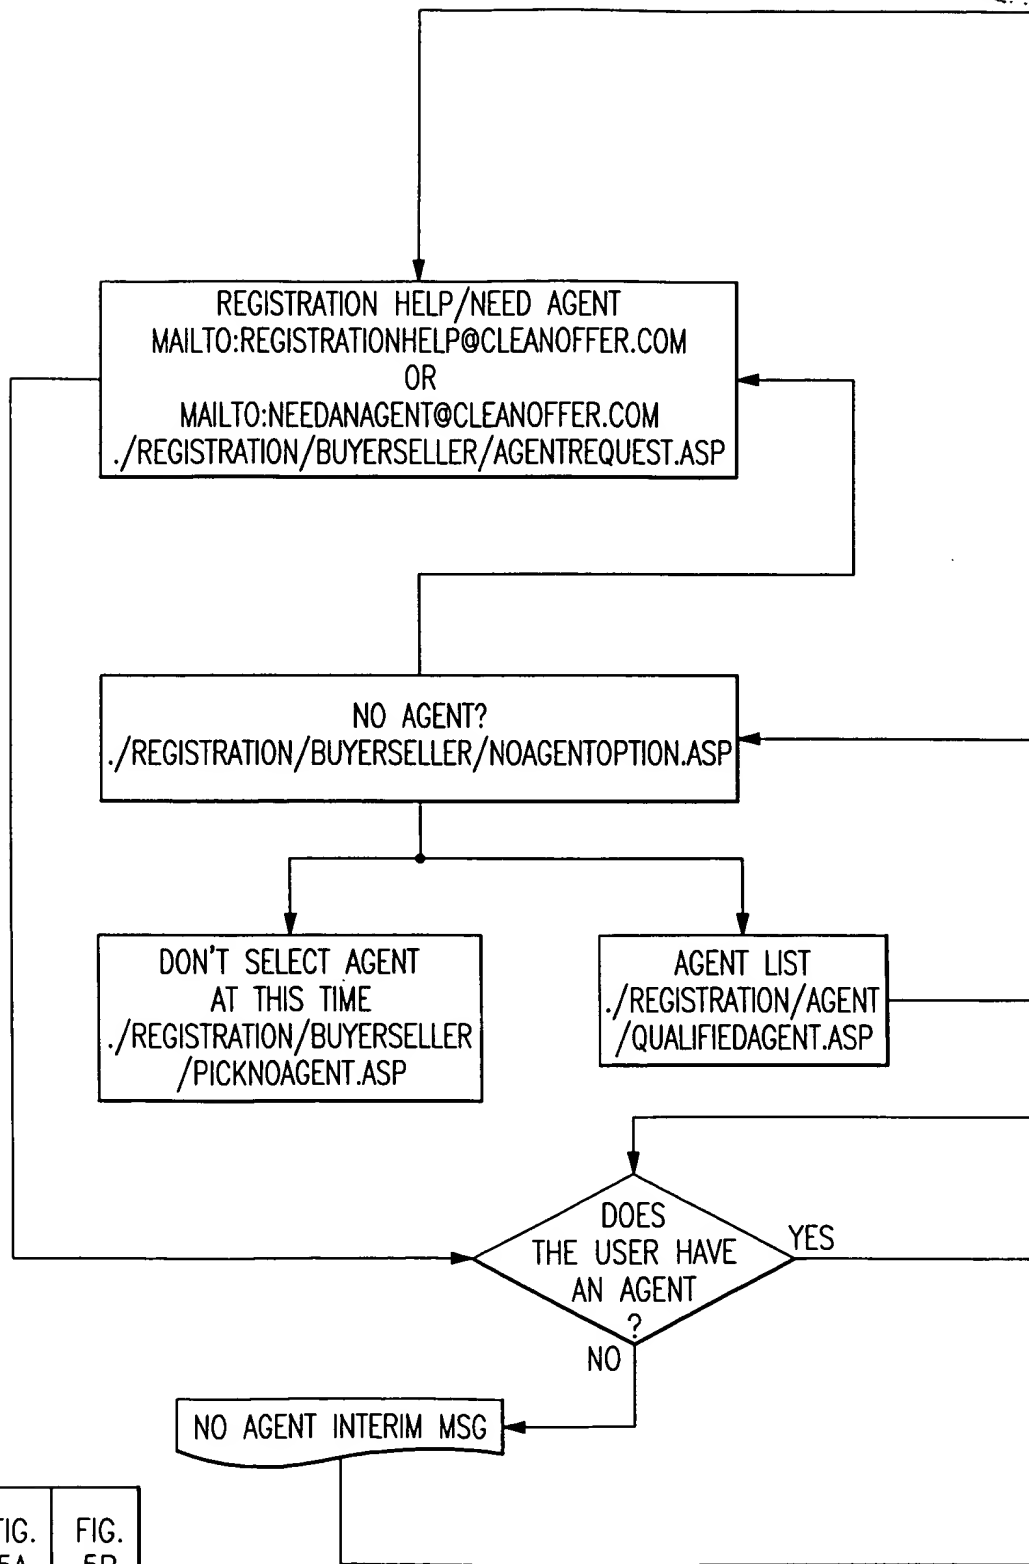 REGISTRATION HELP/NEED AGENT
MAILTO:REGISTRATIONHELP@CLEANOFFER.COM
OR
MAILTO:NEEDANAGENT@CLEANOFFER.COM
./REGISTRATION/BUYERSELLER/AGENTREQUEST.ASP
NO AGENT?
./REGISTRATION/BUYERSELLER/NOAGENTOPTION.ASP
DON'T SELECT AGENT
AT THIS TIME
./REGISTRATION/BUYERSELLER
/PICKNOAGENT.ASP
AGENT LIST
./REGISTRATION/AGENT
/QUALIFIEDAGENT.ASP
DOES
THE USER HAVE
AN AGENT
?
YES
NO
NO AGENT INTERIM MSG
FIG.
FIG.